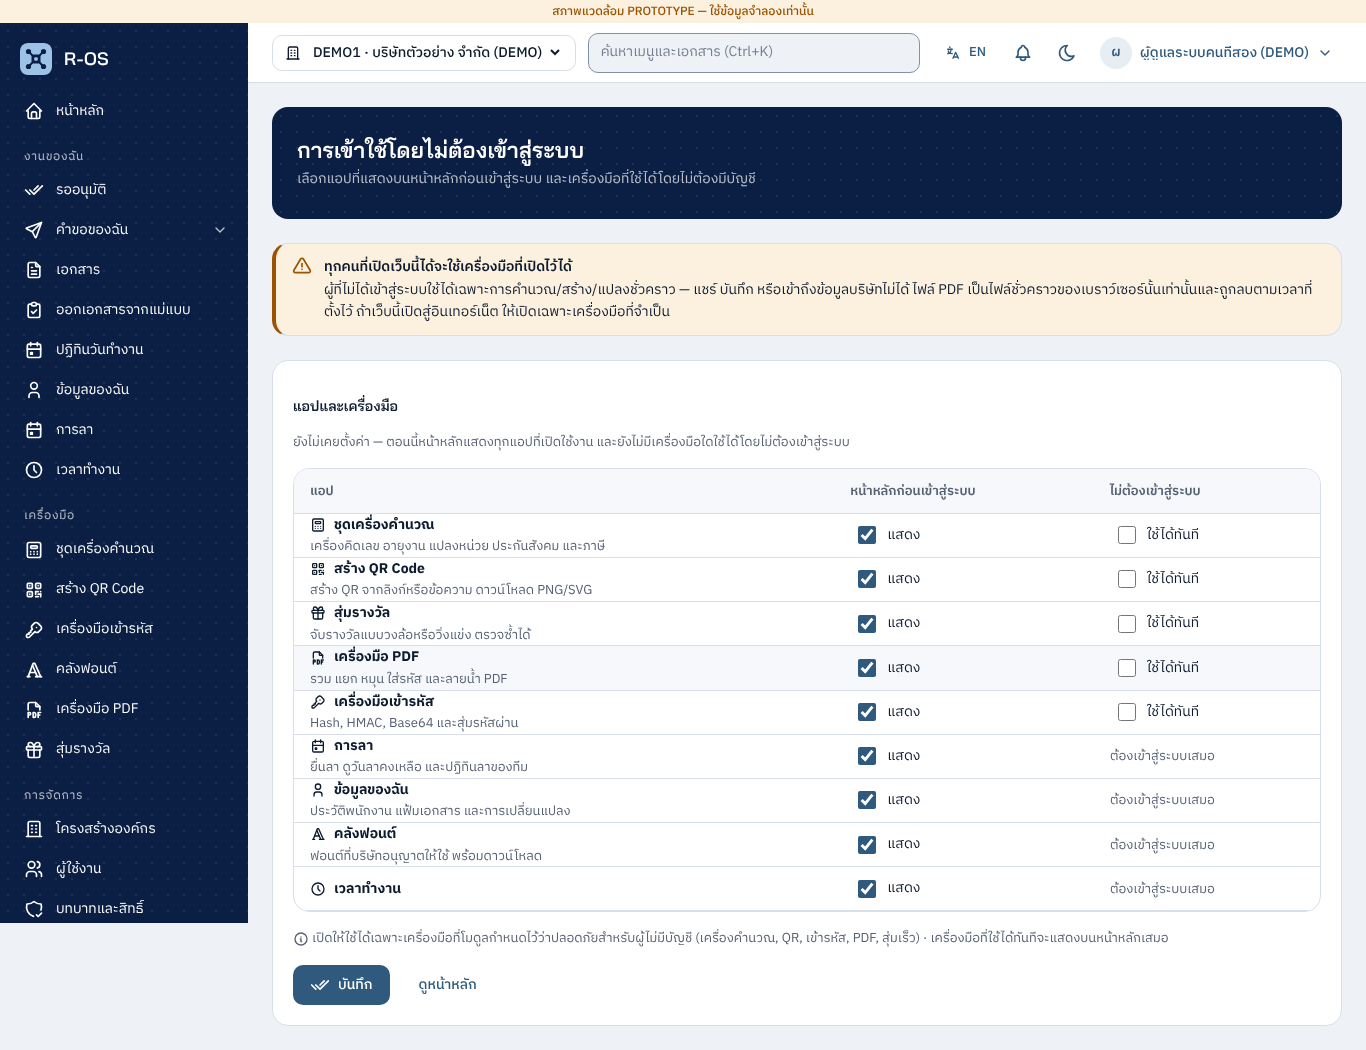 สภาพแวดล้อม PROTOTYPE — ใช้ข้อมูลจำลองเท่านั้น
R-OS
DEMO1 · บริษัทตัวอย่าง จำกัด (DEMO)
ค้นหาเมนูและเอกสาร (Ctrl+K)
EN
ผ
ผู้ดูแลระบบคนที่สอง (DEMO)
หน้าหลัก
งานของฉัน
รออนุมัติ
คำขอของฉัน
เอกสาร
ออกเอกสารจากแม่แบบ
ปฏิทินวันทำงาน
ข้อมูลของฉัน
การลา
เวลาทำงาน
เครื่องมือ
ชุดเครื่องคำนวณ
สร้าง QR Code
เครื่องมือเข้ารหัส
คลังฟอนต์
เครื่องมือ PDF
สุ่มรางวัล
การจัดการ
โครงสร้างองค์กร
ผู้ใช้งาน
บทบาทและสิทธิ์
การเข้าใช้โดยไม่ต้องเข้าสู่ระบบ
เลือกแอปที่แสดงบนหน้าหลักก่อนเข้าสู่ระบบ และเครื่องมือที่ใช้ได้โดยไม่ต้องมีบัญชี
ทุกคนที่เปิดเว็บนี้ได้จะใช้เครื่องมือที่เปิดไว้ได้
ผู้ที่ไม่ได้เข้าสู่ระบบใช้ได้เฉพาะการคำนวณ/สร้าง/แปลงชั่วคราว — แชร์ บันทึก หรือเข้าถึงข้อมูลบริษัทไม่ได้ ไฟล์ PDF เป็นไฟล์ชั่วคราวของเบราว์เซอร์นั้นเท่านั้นและถูกลบตามเวลาที่
ตั้งไว้ ถ้าเว็บนี้เปิดสู่อินเทอร์เน็ต ให้เปิดเฉพาะเครื่องมือที่จำเป็น
แอปและเครื่องมือ
ยังไม่เคยตั้งค่า — ตอนนี้หน้าหลักแสดงทุกแอปที่เปิดใช้งาน และยังไม่มีเครื่องมือใดใช้ได้โดยไม่ต้องเข้าสู่ระบบ
แอป หน้าหลักก่อนเข้าสู่ระบบ ไม่ต้องเข้าสู่ระบบ
ชุดเครื่องคำนวณ
เครื่องคิดเลข อายุงาน แปลงหน่วย ประกันสังคม และภาษี
แสดง ใช้ได้ทันที
สร้าง QR Code
สร้าง QR จากลิงก์หรือข้อความ ดาวน์โหลด PNG/SVG
แสดง ใช้ได้ทันที
สุ่มรางวัล
จับรางวัลแบบวงล้อหรือวิ่งแข่ง ตรวจซ้ำได้
แสดง ใช้ได้ทันที
เครื่องมือ PDF
รวม แยก หมุน ใส่รหัส และลายน้ำ PDF
แสดง ใช้ได้ทันที
เครื่องมือเข้ารหัส
Hash, HMAC, Base64 และสุ่มรหัสผ่าน
แสดง ใช้ได้ทันที
การลา
ยื่นลา ดูวันลาคงเหลือ และปฏิทินลาของทีม
แสดง ต้องเข้าสู่ระบบเสมอ
ข้อมูลของฉัน
ประวัติพนักงาน แฟ้มเอกสาร และการเปลี่ยนแปลง
แสดง ต้องเข้าสู่ระบบเสมอ
คลังฟอนต์
ฟอนต์ที่บริษัทอนุญาตให้ใช้ พร้อมดาวน์โหลด
แสดง ต้องเข้าสู่ระบบเสมอ
เวลาทำงาน
แสดง ต้องเข้าสู่ระบบเสมอ
เปิดให้ใช้ได้เฉพาะเครื่องมือที่โมดูลกำหนดไว้ว่าปลอดภัยสำหรับผู้ไม่มีบัญชี (เครื่องคำนวณ, QR, เข้ารหัส, PDF, สุ่มเร็ว) · เครื่องมือที่ใช้ได้ทันทีจะแสดงบนหน้าหลักเสมอ
บันทึก
ดูหน้าหลัก